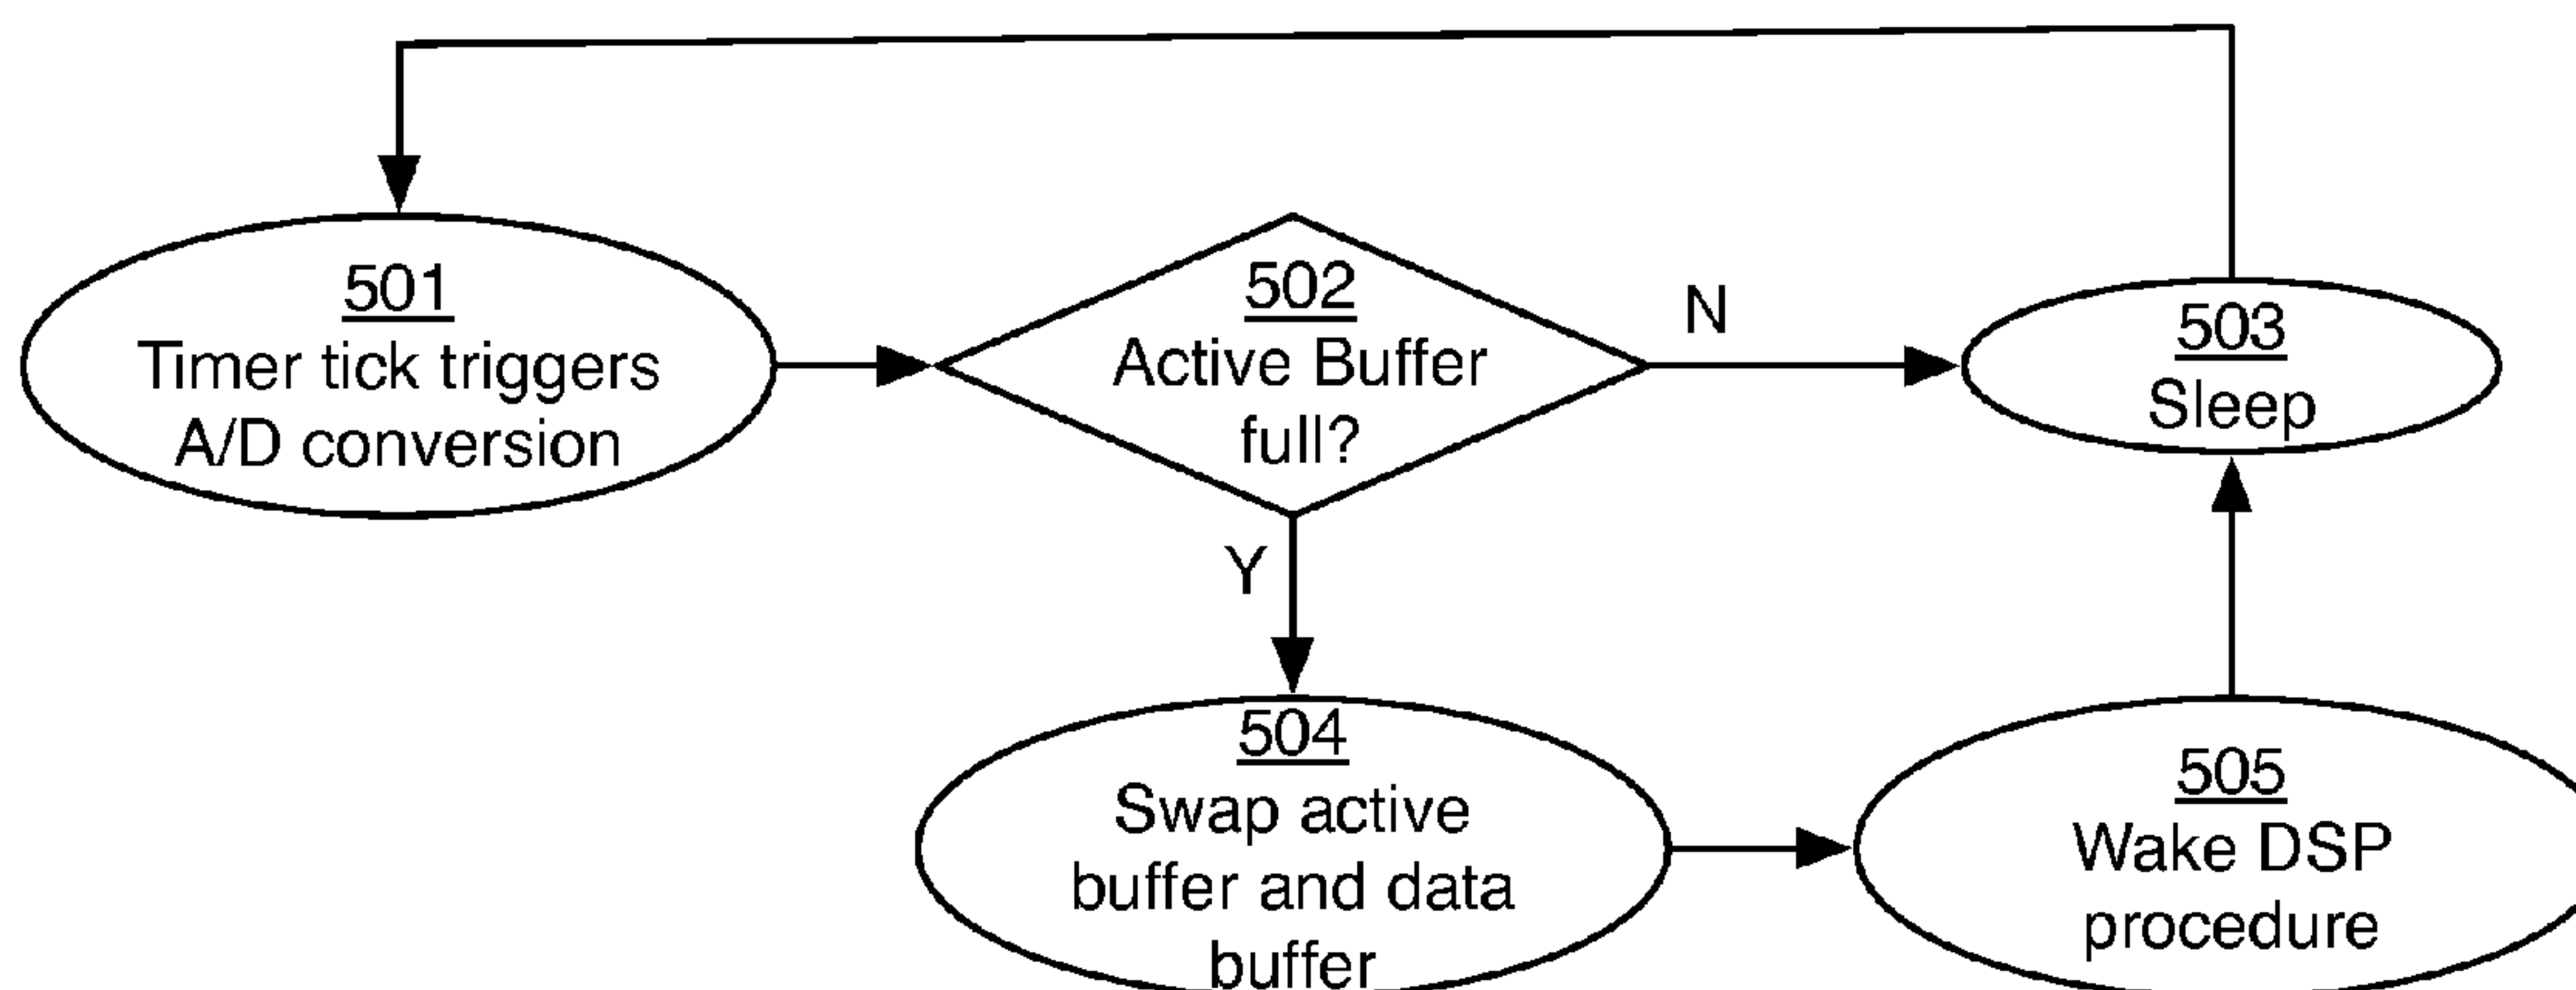 501
Timer tick triggers
A/D conversion
502
Active Buffer
full?
N
503
Sleep
Y
504
Swap active
buffer and data
buffer
505
Wake DSP
procedure